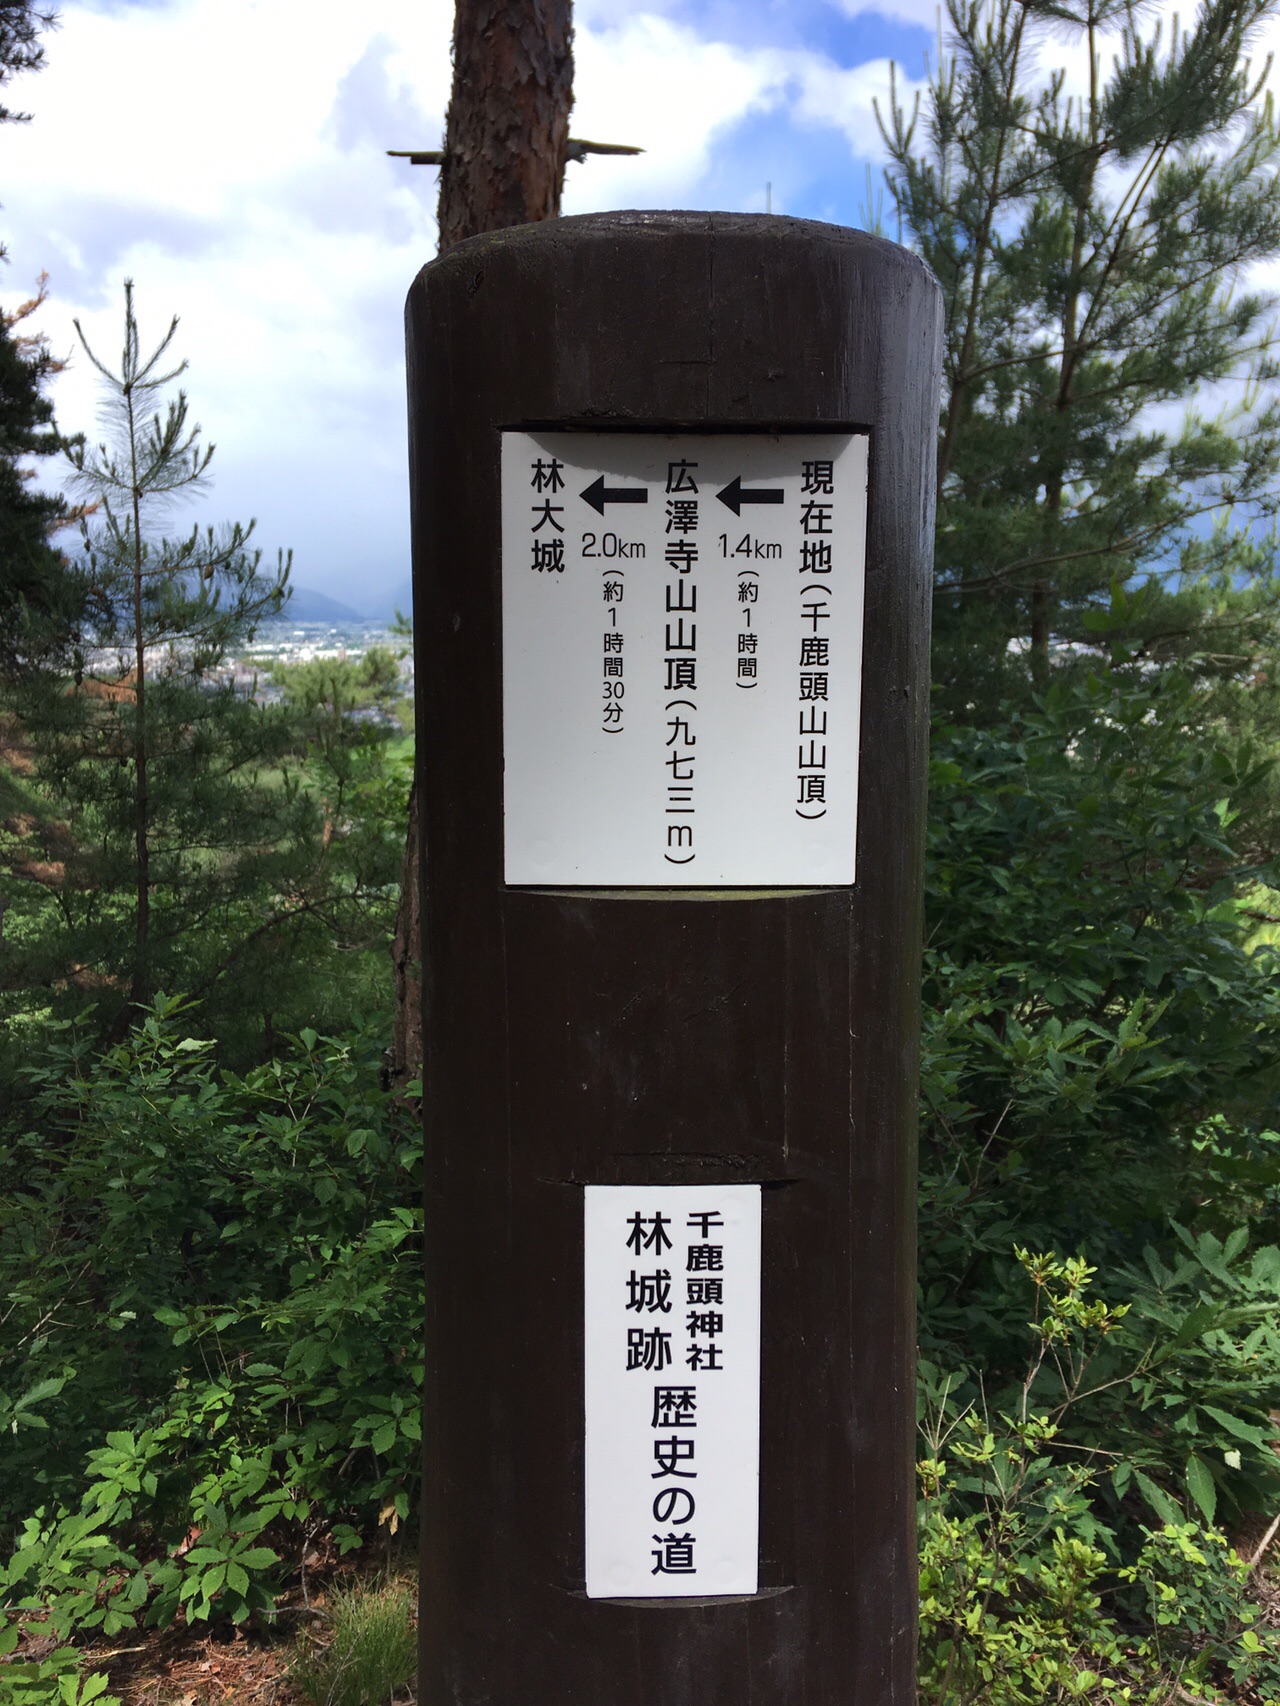 現在地(千鹿頭山山頂)
1.4km
(約1時間)
広澤寺山山頂(九七三m)
2.0km
(約1時間30分)
林大城
千鹿頭神社
林城跡
歴史の道